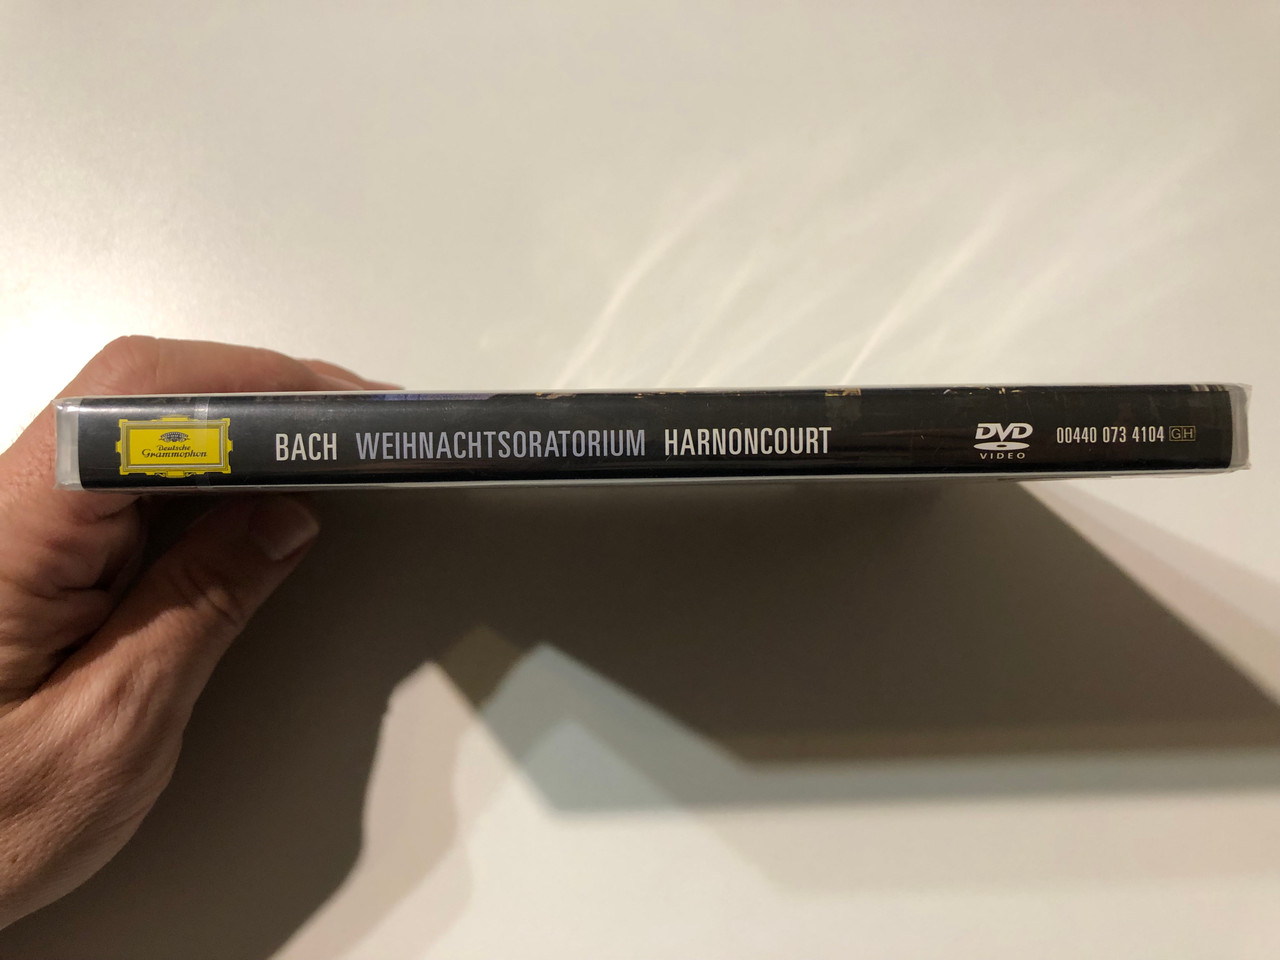 Deutsche
Grammophon
BACH WEIHNACHTSORATORIUM HARNONCOURT
DVD
VIDEO
00440 073 4104 GH